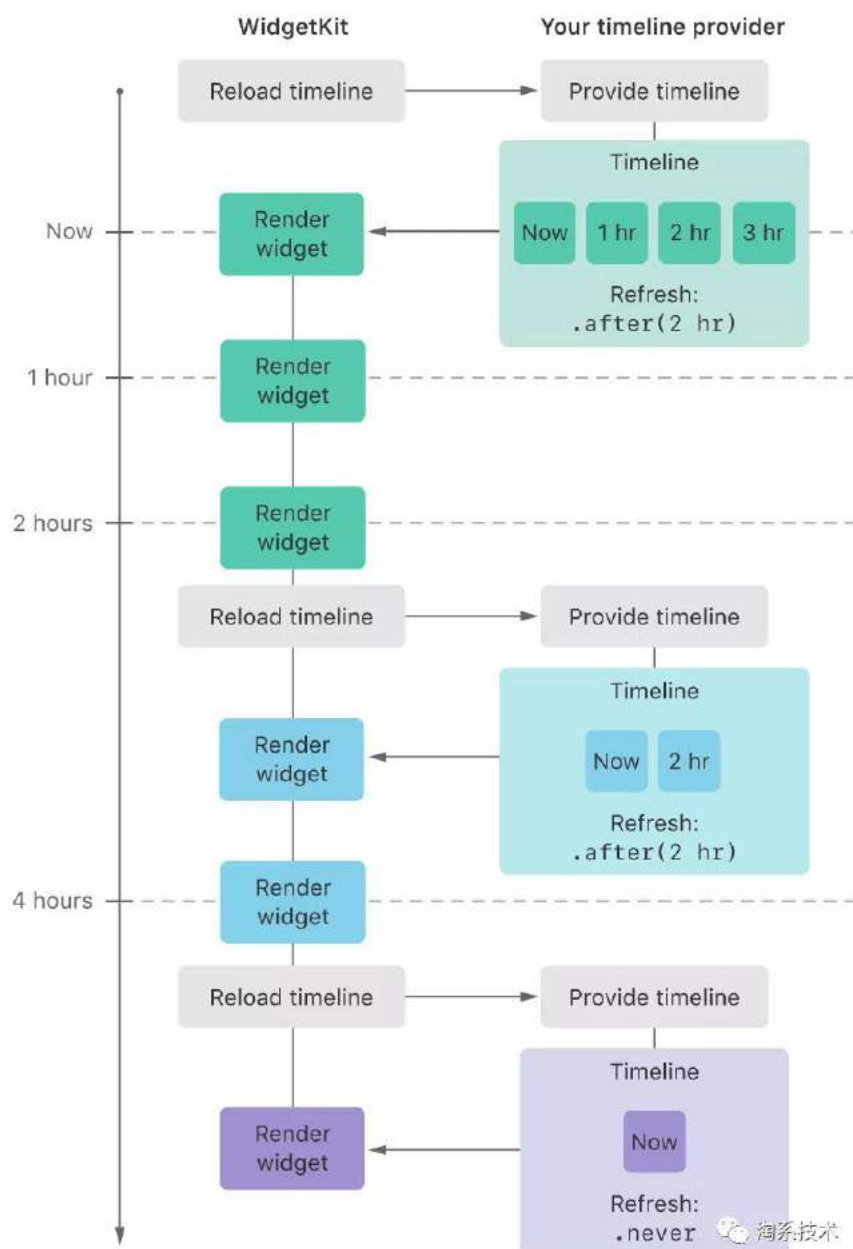 WidgetKit
Your timeline provider
Reload timeline
Provide timeline
Timeline
Now
Render
widget
Now
1 hr
2 hr
3 hr
Refresh:
.after(2 hr)
1 hour
Render
widget
2 hours
Render
widget
Reload timeline
Provide timeline
Timeline
Render
widget
Now
2 hr
Refresh:
.after(2 hr)
4 hours
Render
widget
Reload timeline
Provide timeline
Timeline
Render
widget
Now
Refresh:
.never
淘系技术